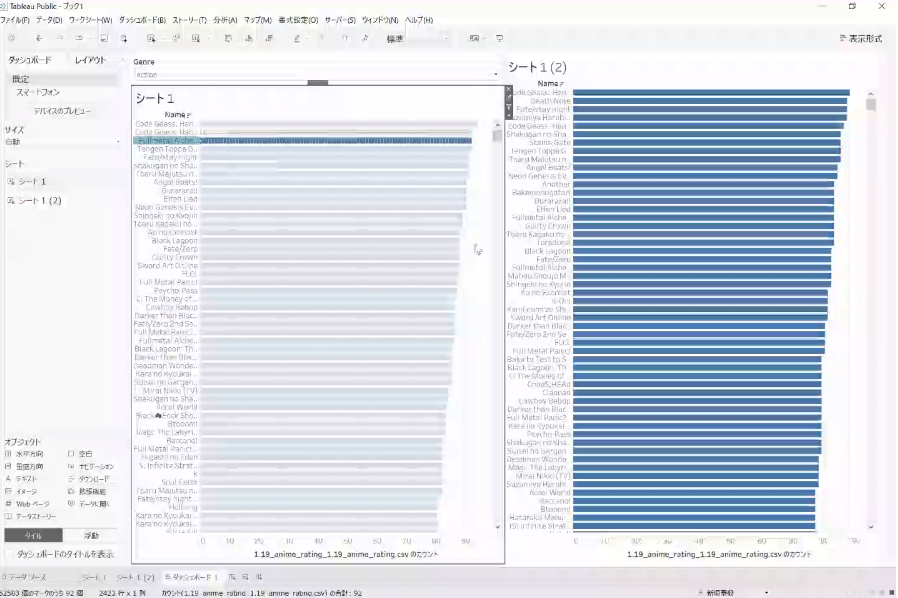 Tableau Public - ブック1
ファイル(F) データ(D) ワークシート(W) ダッシュボード(B) ストーリー(T) 分析(A) マップ(M) 書式設定(O) サーバー(S) ウィンドウ(N) ヘルプ(H)
標準
表示形式
ダッシュボード レイアウト
既定
スマートフォン
デバイスのプレビュー
サイズ
自動
シート
シート 1
シート 1 (2)
オブジェクト
水平方向 空白
垂直方向 ナビゲーション
テキスト ダウンロード
イメージ 拡張機能
Web ページ データに聞く
データストーリー
タイル 浮動
ダッシュボードのタイトルを表示
Genre
Action
シート 1
Name
Code Geass: Han..
Code Geass: Han..
Fullmetal Alche..
Tengen Toppa G..
Fate/stay night
Shakugan no Sha..
Toaru Majutsu n..
Angel Beats!
Durarara!!
Elfen Lied
Neon Genesis Ev..
Shingeki no Kyojin
Toaru Kagaku no ..
Ao no Exorcist
Black Lagoon
Fate/Zero
Guilty Crown
Sword Art Online
FLCL
Full Metal Panic!
Psycho-Pass
C: The Money of..
Cowboy Bebop
Darker than Blac..
Fate/Zero 2nd Se..
Full Metal Panic?..
Fullmetal Alche..
Black Lagoon: Th..
Darker than Blac..
Deadman Wonde..
Kara no Kyoukai..
Suisei no Gargan..
Mirai Nikki (TV)
Shakugan no Sha..
Accel World
Black Rock Sho..
Btooom!
Magi: The Labyri..
Baccano!
Full Metal Panic!..
Higashi no Eden
IS: Infinite Strat..
K
Soul Eater
Toaru Majutsu n..
Fate/stay night..
Hellsing
Kara no Kyoukai..
Kara no Kyoukai..
0 10 20 30 40 50 60 70 80 90
1.19_anime_rating_1.19_anime_rating.csv のカウント
シート 1 (2)
Name
Code Geass: Han..
Death Note
Fate/stay night
Suzumiya Haruhi..
Code Geass: Han..
Shakugan no Sha..
Steins;Gate
Tengen Toppa G..
Toaru Majutsu n..
Angel Beats!
Neon Genesis Ev..
Another
Bakemonogatari
Durarara!!
Elfen Lied
Fullmetal Alche..
Guilty Crown
Toaru Kagaku no ..
Toradora!
Black Lagoon
Fate/Zero
Fullmetal Alche..
Mahou Shoujo M..
Shingeki no Kyojin
Ao no Exorcist
K-On!
Kami nomi zo Shi..
Sword Art Online
Darker than Blac..
Fate/Zero 2nd Se..
FLCL
Full Metal Panic!
Baka to Test to S..
Black Lagoon: Th..
C: The Money of..
Chaos;HEAd
Clannad
Cowboy Bebop
Darker than Blac..
Full Metal Panic?..
Kara no Kyoukai..
Psycho-Pass
Shakugan no Sha..
Suisei no Gargan..
Deadman Wonde..
Magi: The Labyri..
Mirai Nikki (TV)
Suzumiya Haruhi..
Accel World
Baccano!
Btooom!
Hataraku Maou..
IS: Infinite Strat..
0 10 20 30 40 50 60 70 80 90 100
1.19_anime_rating_1.19_anime_rating.csv のカウント
データ ソース シート 1 シート 1 (2) ダッシュボード 1
52583 個のマークのうち 92 個 2423 行 x 1 列 カウント(1.19_anime_rating_1.19_anime_rating.csv) の合計: 92